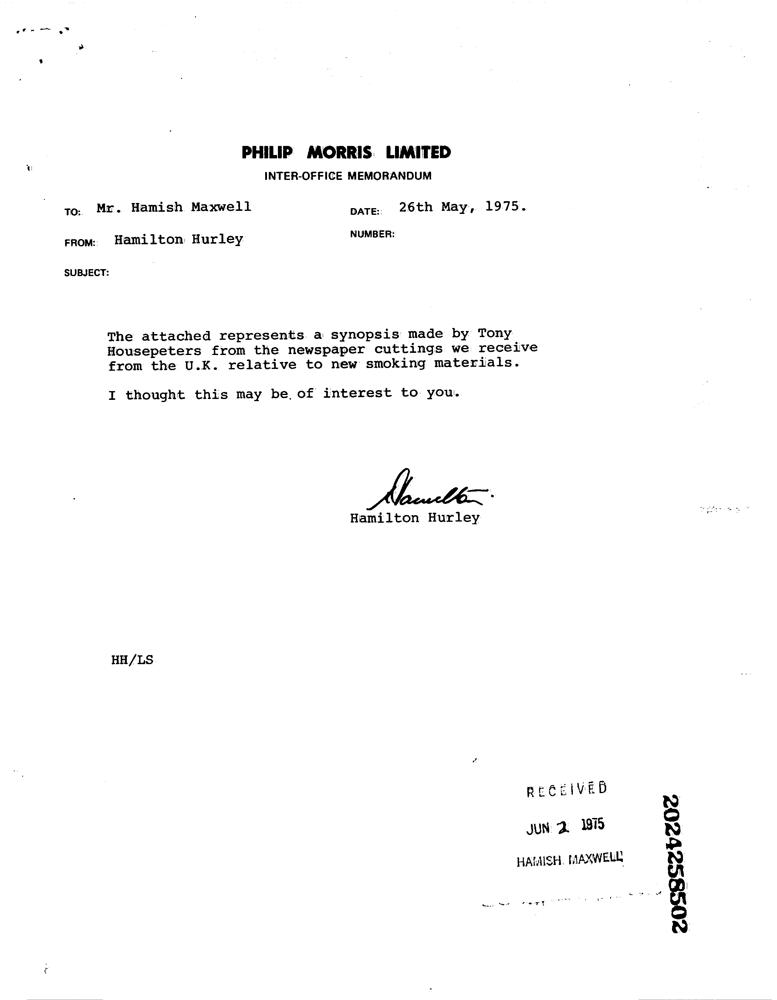 PHILIP MORRIS LIMITED
INTER-OFFICE MEMORANDUM
TO: Mr. Hamish Maxwell DATE: 26th May, 1975.
FROM: Hamilton Hurley NUMBER:
SUBJECT:
The attached represents a synopsis made by Tony
Housepeters from the newspaper cuttings we receive
from the U.K. relative to new smoking materials.
I thought this may be of interest to you.
Hamilton.
Hamilton Hurley
HH/LS
RECEIVED
JUN 2 1975
HAMISH MAXWELL
2024258502